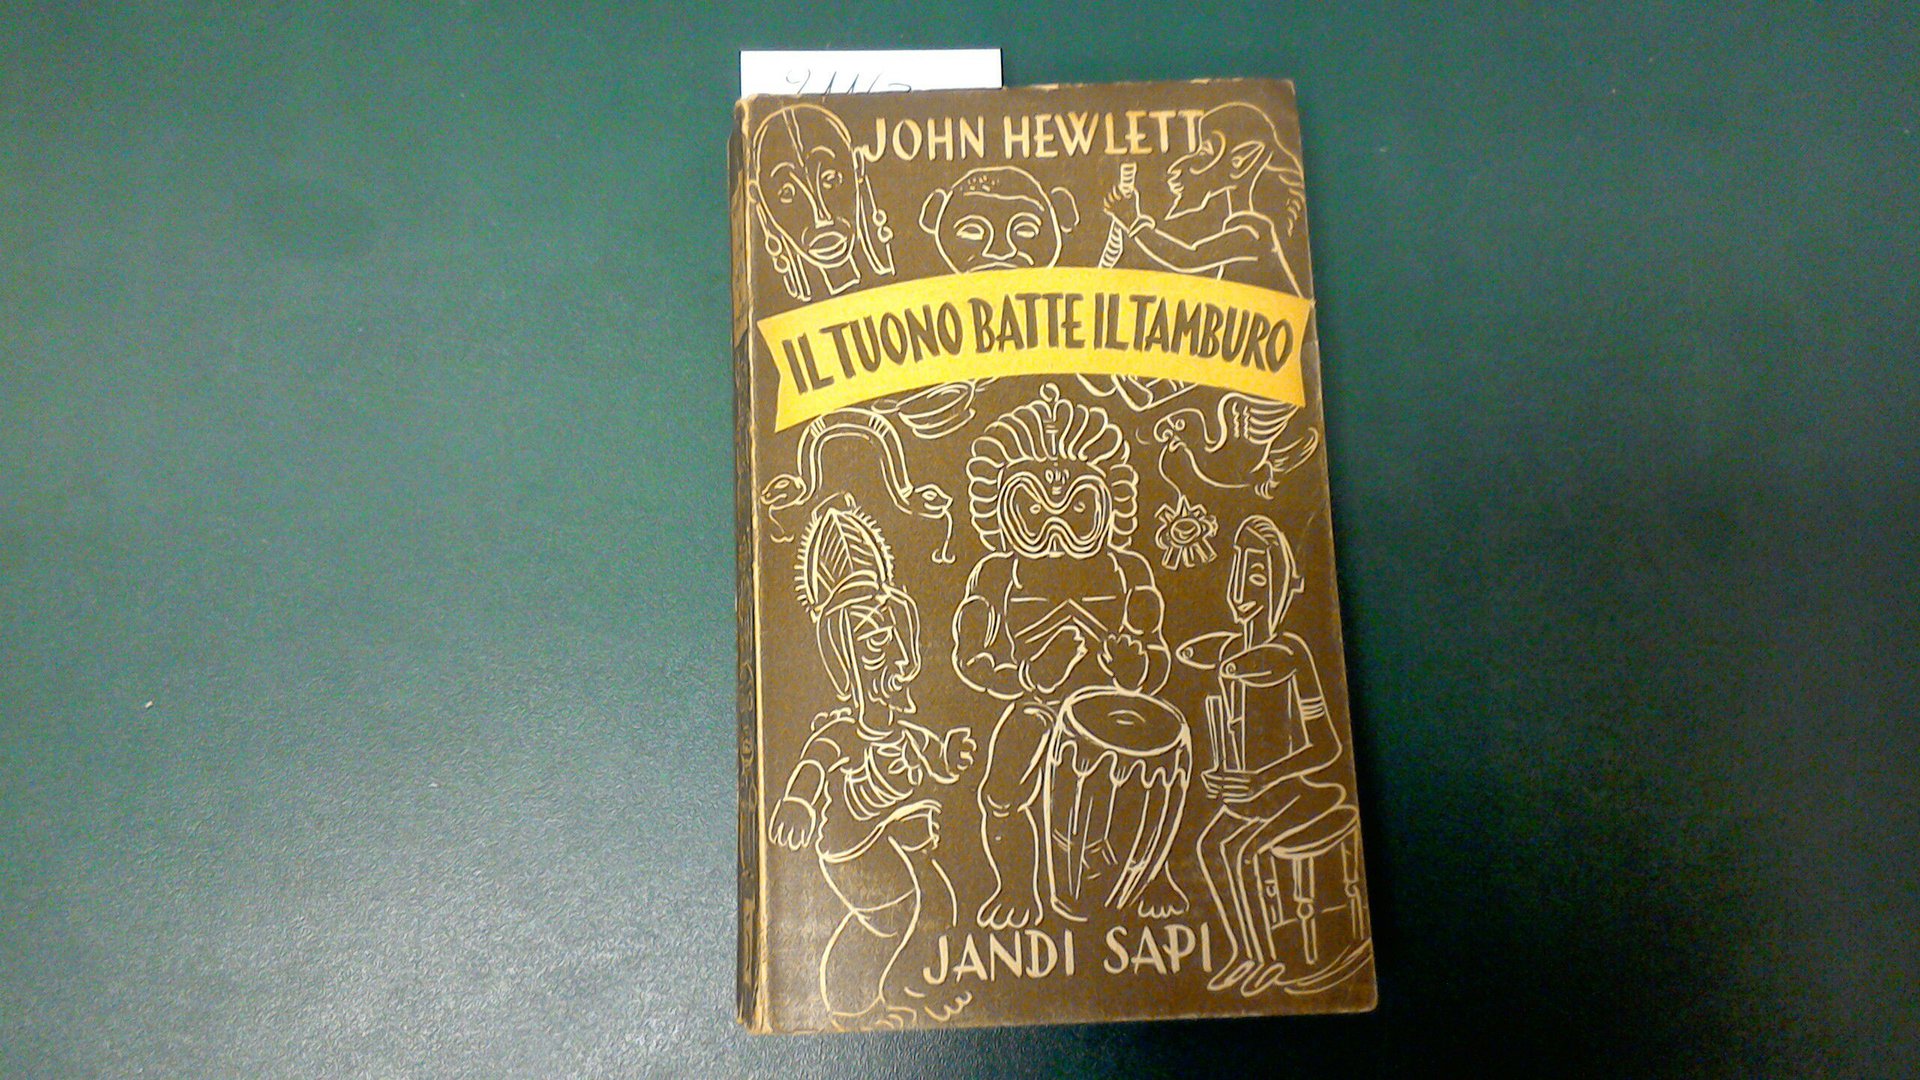 JOHN HEWLETT
IL TUONO BATTE IL TAMBURO
JANDI SAPI